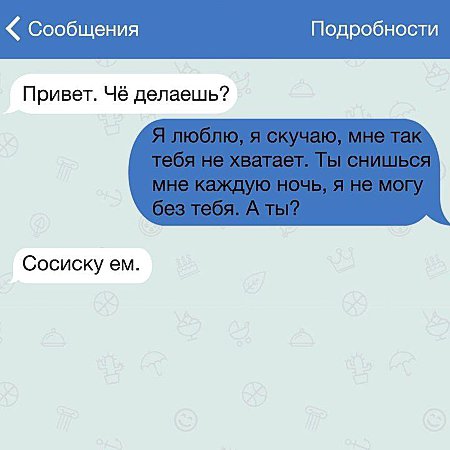 Сообщения
Подробности
Привет. Чё делаешь?
Я люблю, я скучаю, мне так
тебя не хватает. Ты снишься
мне каждую ночь, я не могу
без тебя. А ты?
Сосиску ем.